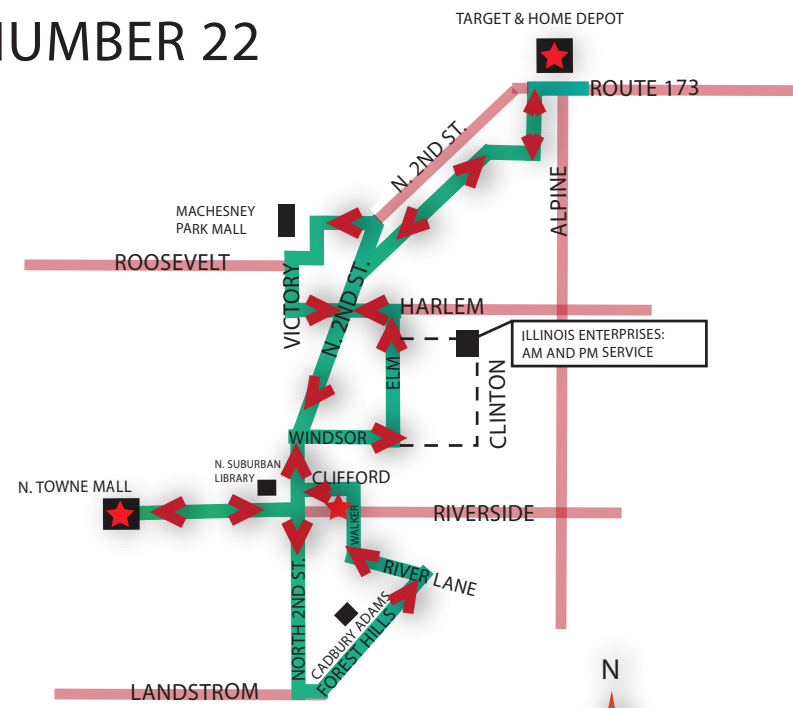 NUMBER 22
TARGET & HOME DEPOT
ROUTE 173
N. 2ND ST.
ALPINE
MACHESNEY
PARK MALL
ROOSEVELT
VICTORY
N. 2ND ST.
HARLEM
ILLINOIS ENTERPRISES:
AM AND PM SERVICE
ELM
CLINTON
WINDSOR
N. SUBURBAN
LIBRARY
CLIFFORD
N. TOWNE MALL
WALKER
RIVERSIDE
RIVER LANE
NORTH 2ND ST.
CADBURY ADAMS
FOREST HILLS
LANDSTROM
N